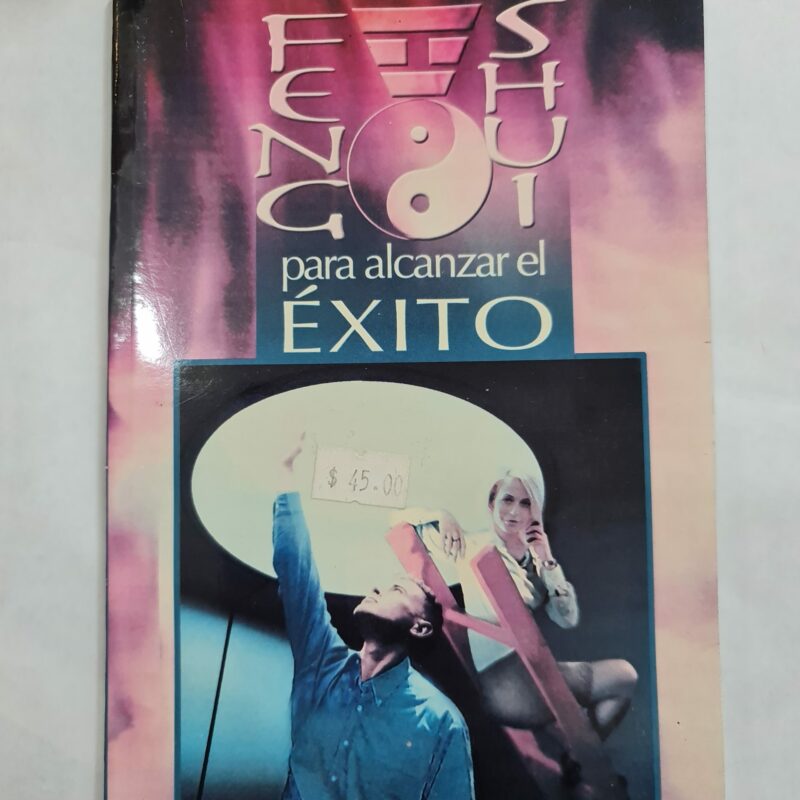 FENG SHUI
para alcanzar el
ÉXITO
$ 45.00